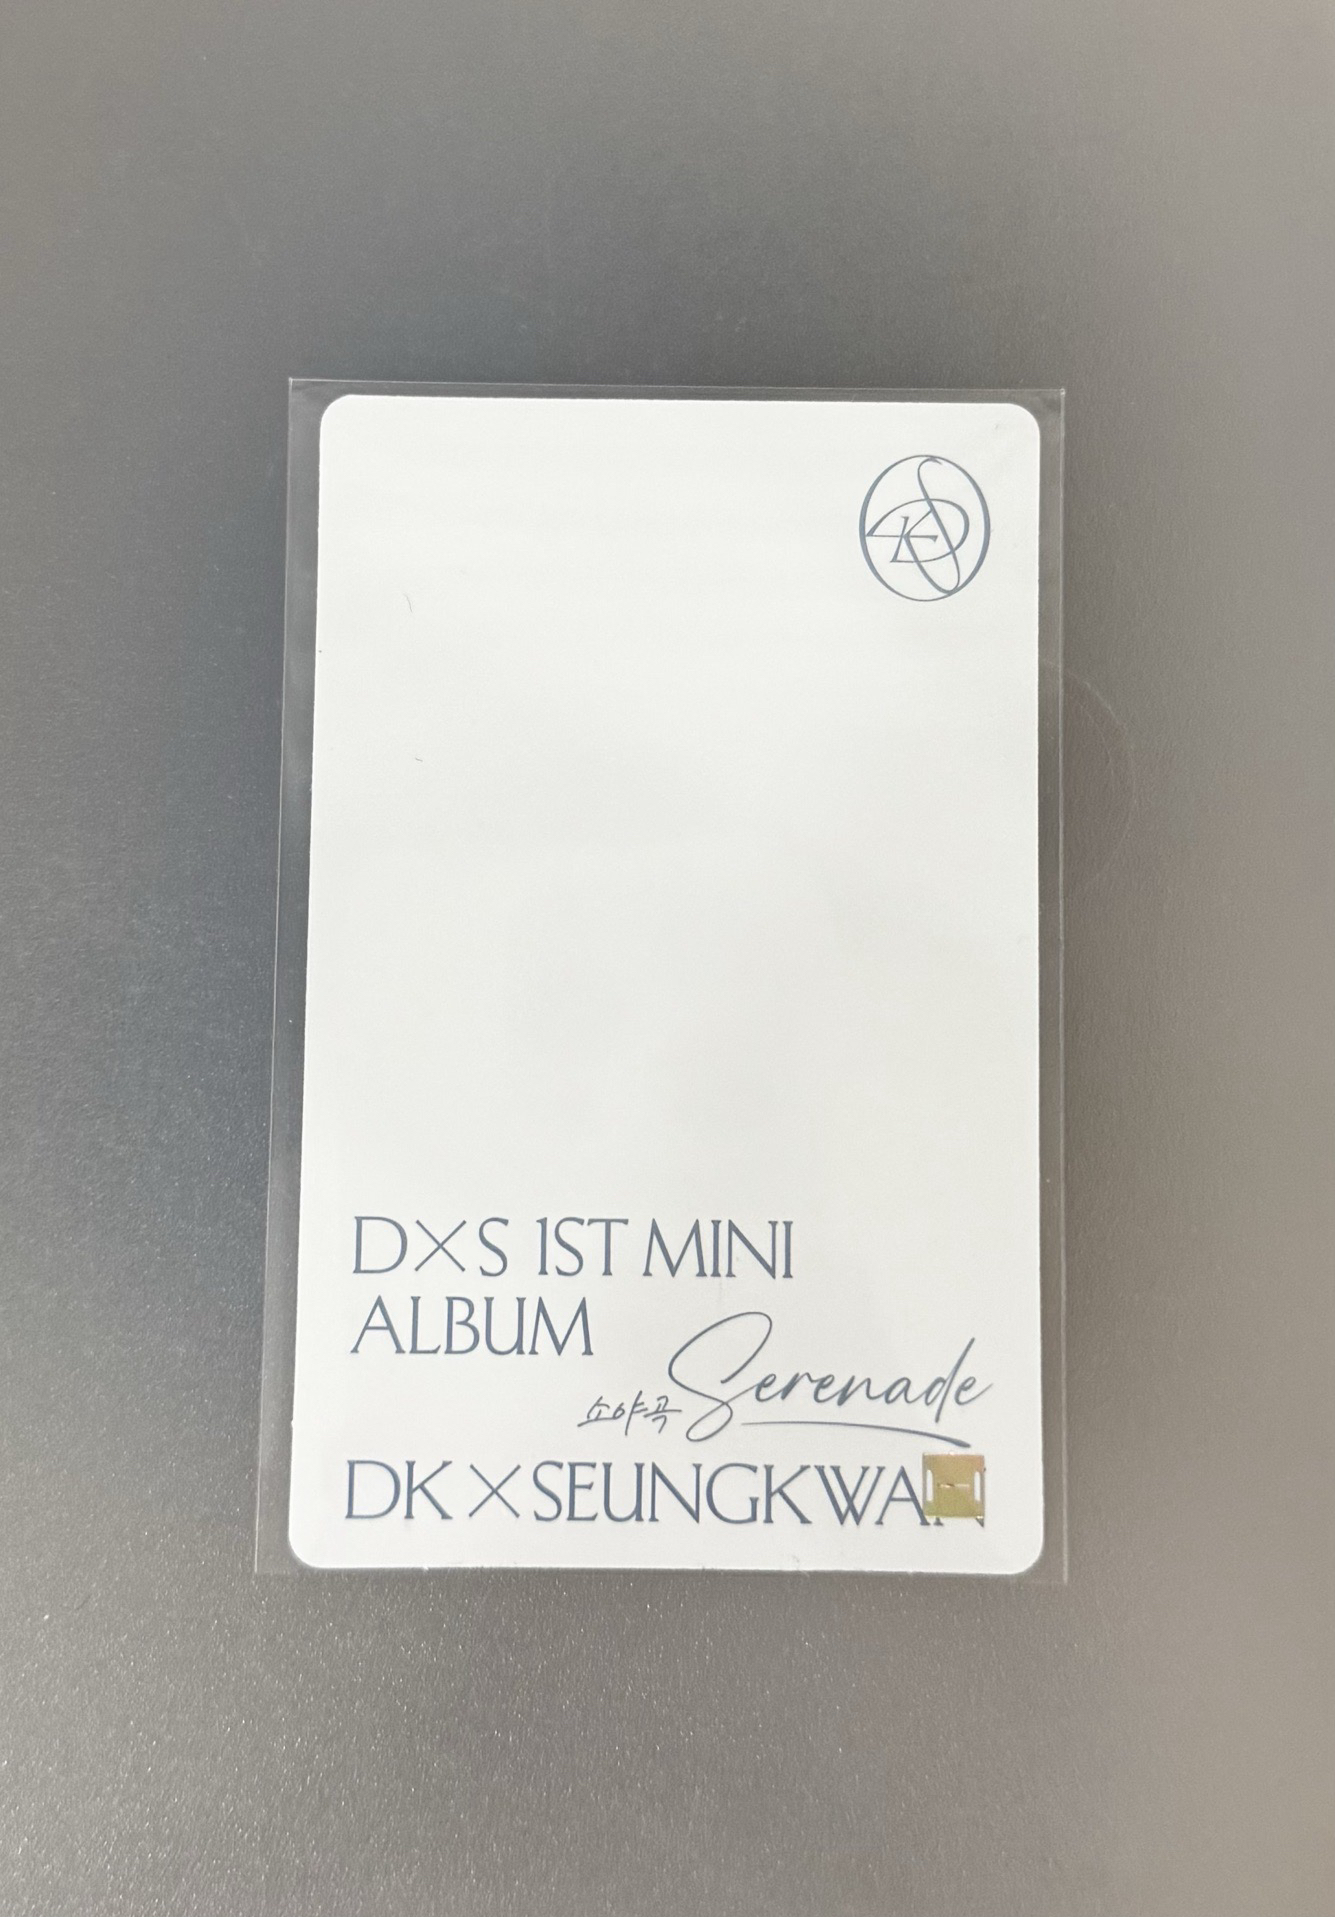 D×S 1ST MINI
ALBUM
소야곡 Serenade
DK × SEUNGKWAN